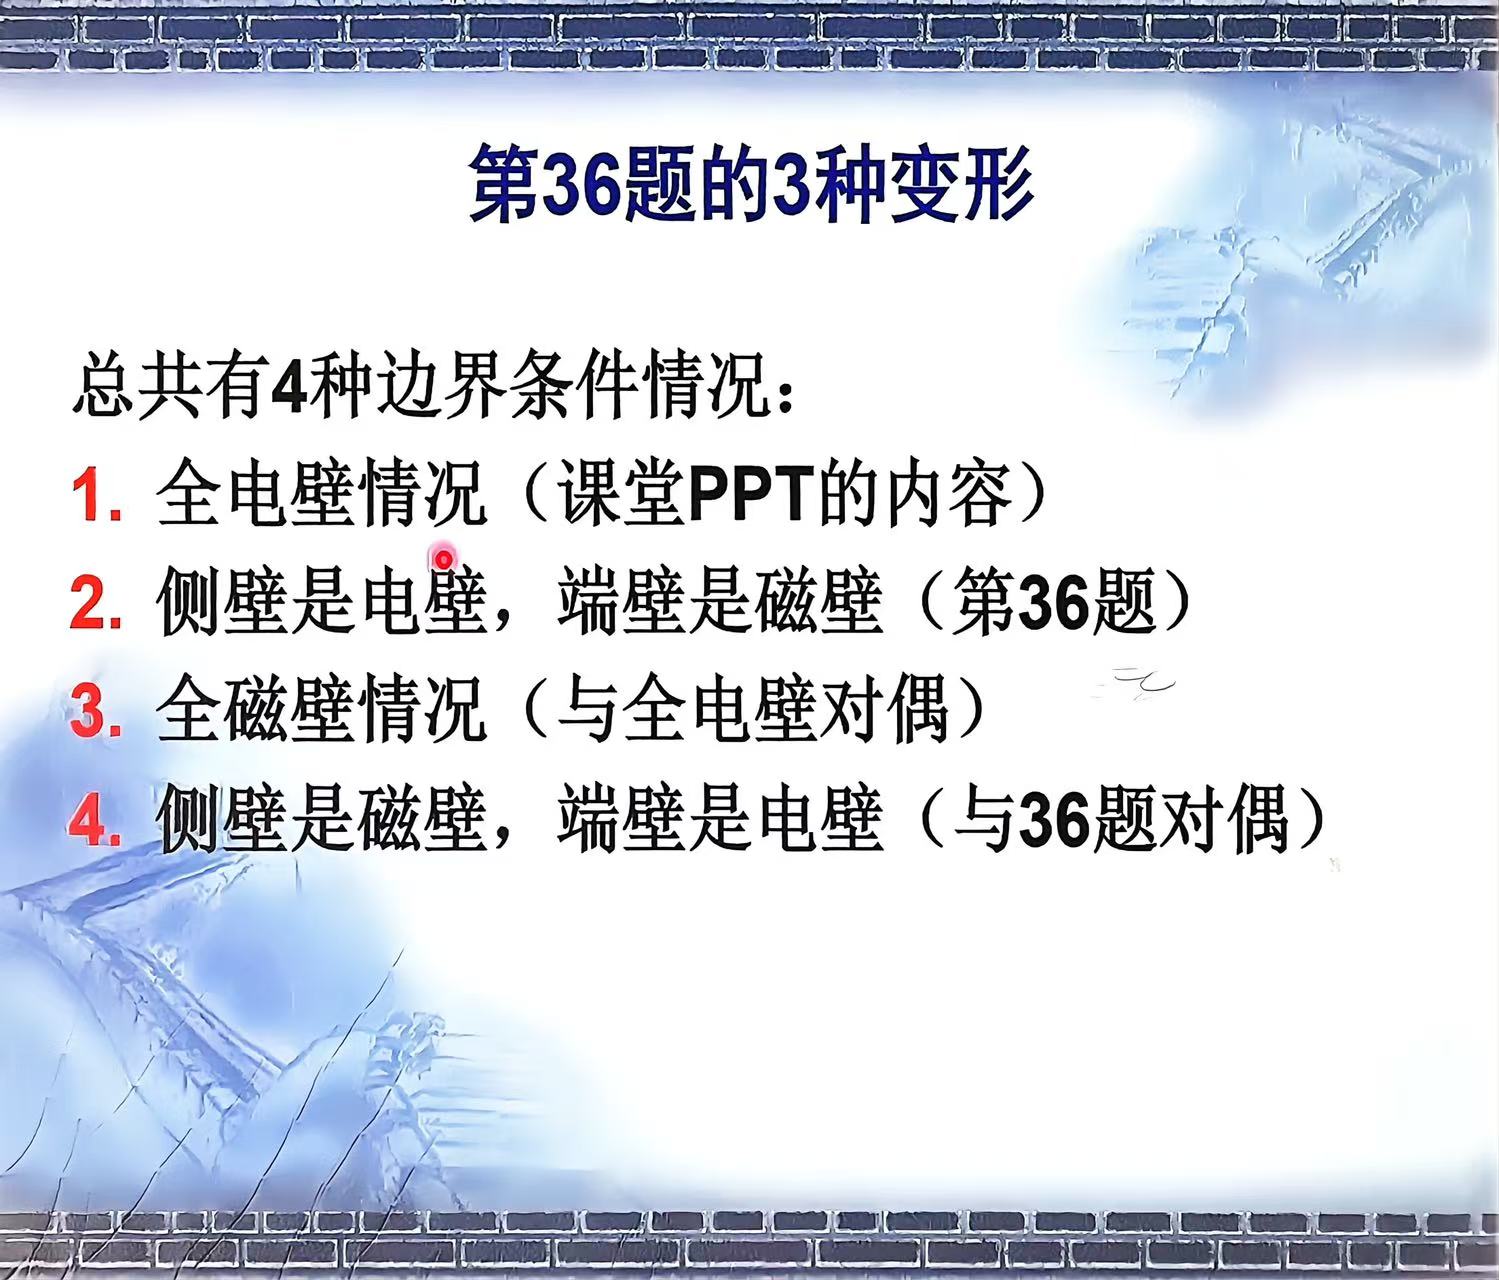 第36题的3种变形
总共有4种边界条件情况：
1. 全电壁情况（课堂PPT的内容）
2. 侧壁是电壁，端壁是磁壁（第36题）
3. 全磁壁情况（与全电壁对偶）
4. 侧壁是磁壁，端壁是电壁（与36题对偶）